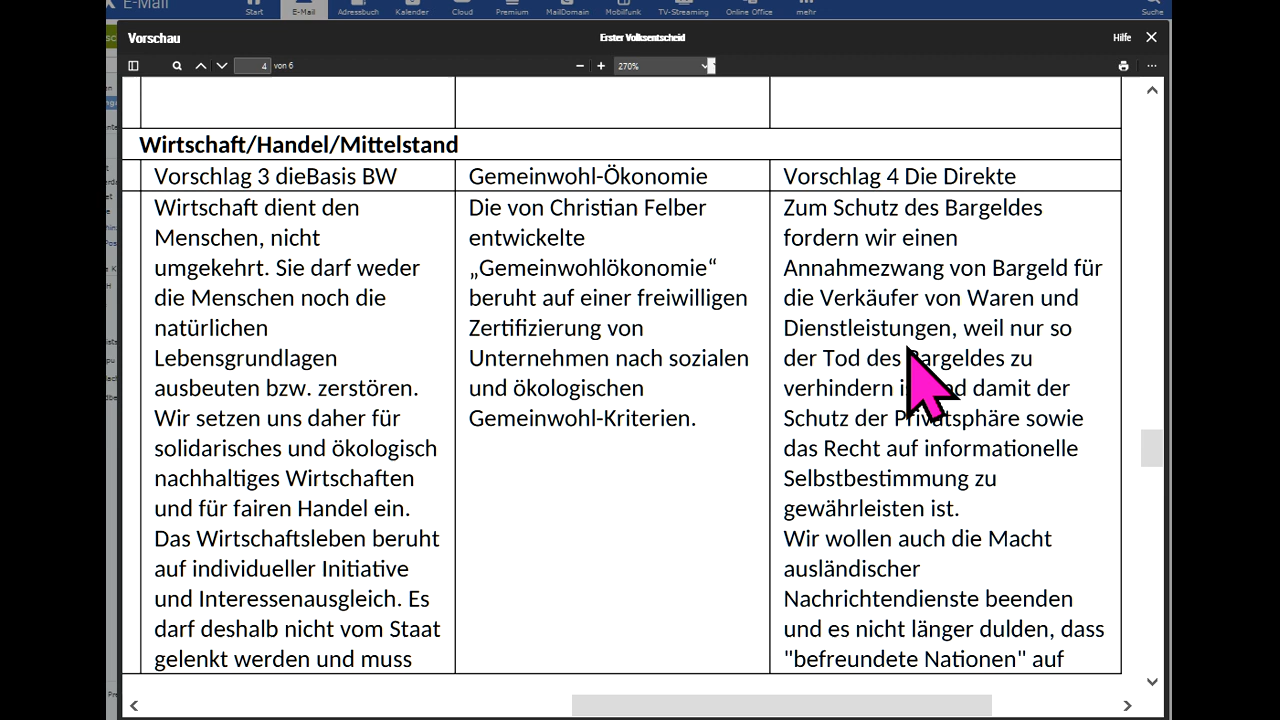 E-Mail
Start
E-Mail
Adressbuch
Kalender
Cloud
Premium
MailDomain
Mobilfunk
TV-Streaming
Online Office
mehr
Suche
Vorschau
Erster Volksentscheid
Hilfe
4 von 6
270%
Wirtschaft/Handel/Mittelstand
Vorschlag 3 dieBasis BW
Wirtschaft dient den
Menschen, nicht
umgekehrt. Sie darf weder
die Menschen noch die
natürlichen
Lebensgrundlagen
ausbeuten bzw. zerstören.
Wir setzen uns daher für
solidarisches und ökologisch
nachhaltiges Wirtschaften
und für fairen Handel ein.
Das Wirtschaftsleben beruht
auf individueller Initiative
und Interessenausgleich. Es
darf deshalb nicht vom Staat
gelenkt werden und muss
Gemeinwohl-Ökonomie
Die von Christian Felber
entwickelte
„Gemeinwohlökonomie“
beruht auf einer freiwilligen
Zertifizierung von
Unternehmen nach sozialen
und ökologischen
Gemeinwohl-Kriterien.
Vorschlag 4 Die Direkte
Zum Schutz des Bargeldes
fordern wir einen
Annahmezwang von Bargeld für
die Verkäufer von Waren und
Dienstleistungen, weil nur so
der Tod des Bargeldes zu
verhindern damit der
Schutz der Privatsphäre sowie
das Recht auf informationelle
Selbstbestimmung zu
gewährleisten ist.
Wir wollen auch die Macht
ausländischer
Nachrichtendienste beenden
und es nicht länger dulden, dass
"befreundete Nationen" auf